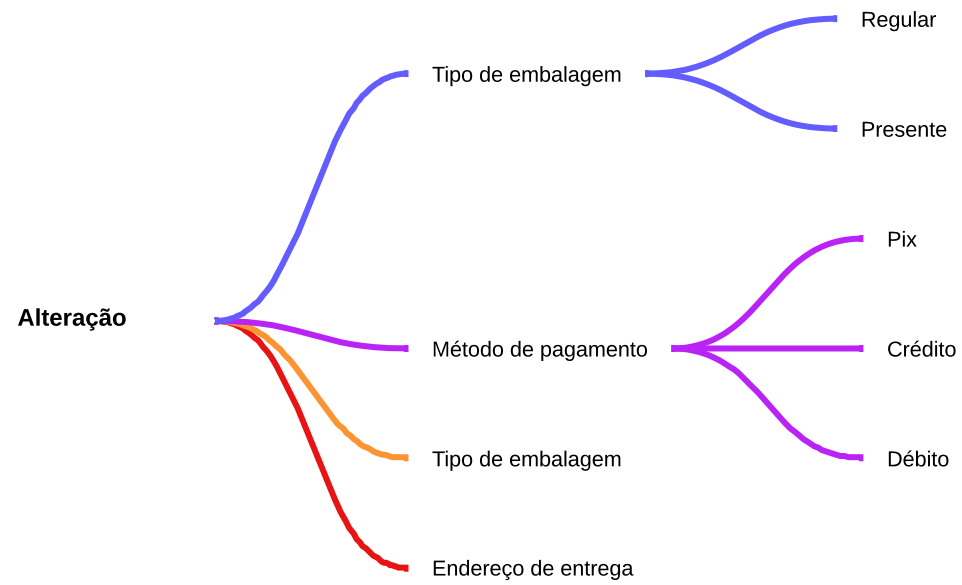 Alteração
Tipo de embalagem
Regular
Presente
Método de pagamento
Pix
Crédito
Débito
Tipo de embalagem
Endereço de entrega